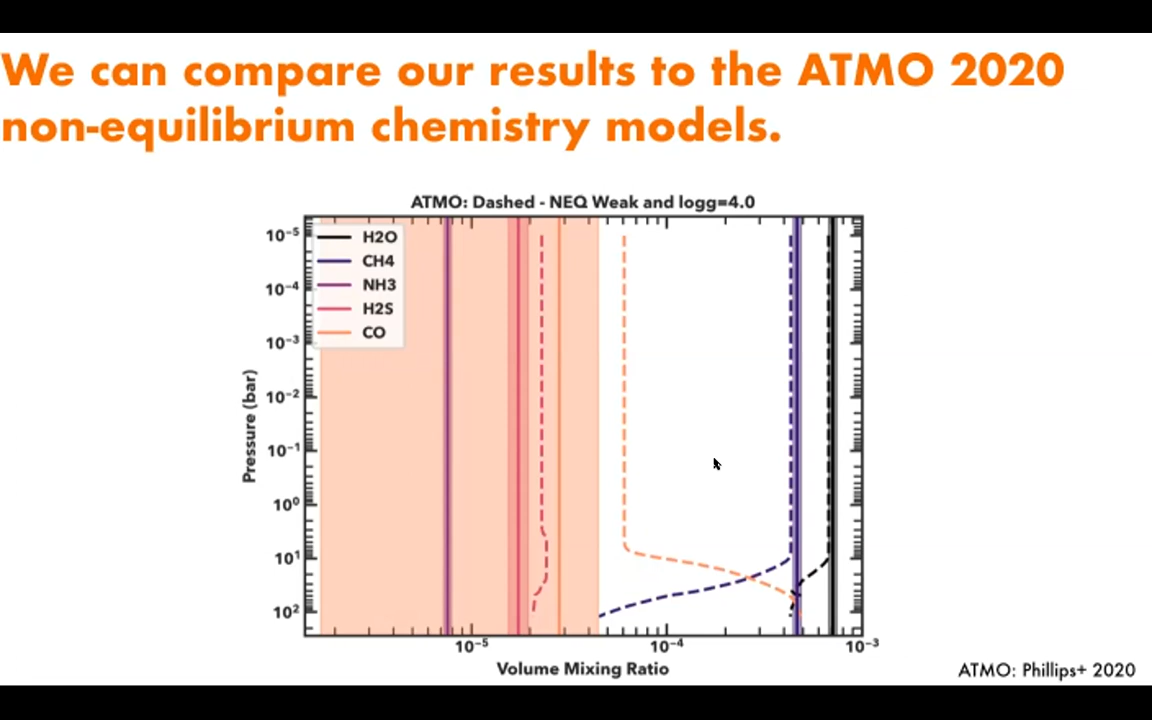 We can compare our results to the ATMO 2020
non-equilibrium chemistry models.
ATMO: Dashed - NEQ Weak and logg=4.0
H2O
CH4
NH3
H2S
CO
Pressure (bar)
10⁻⁵
10⁻⁴
10⁻³
10⁻²
10⁻¹
10⁰
10¹
10²
10⁻⁵ 10⁻⁴ 10⁻³
Volume Mixing Ratio
ATMO: Phillips+ 2020